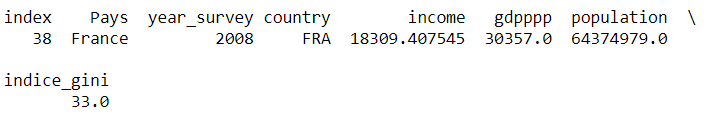 index Pays year_survey country income gdpppp population \
38 France 2008 FRA 18309.407545 30357.0 64374979.0
indice_gini
33.0